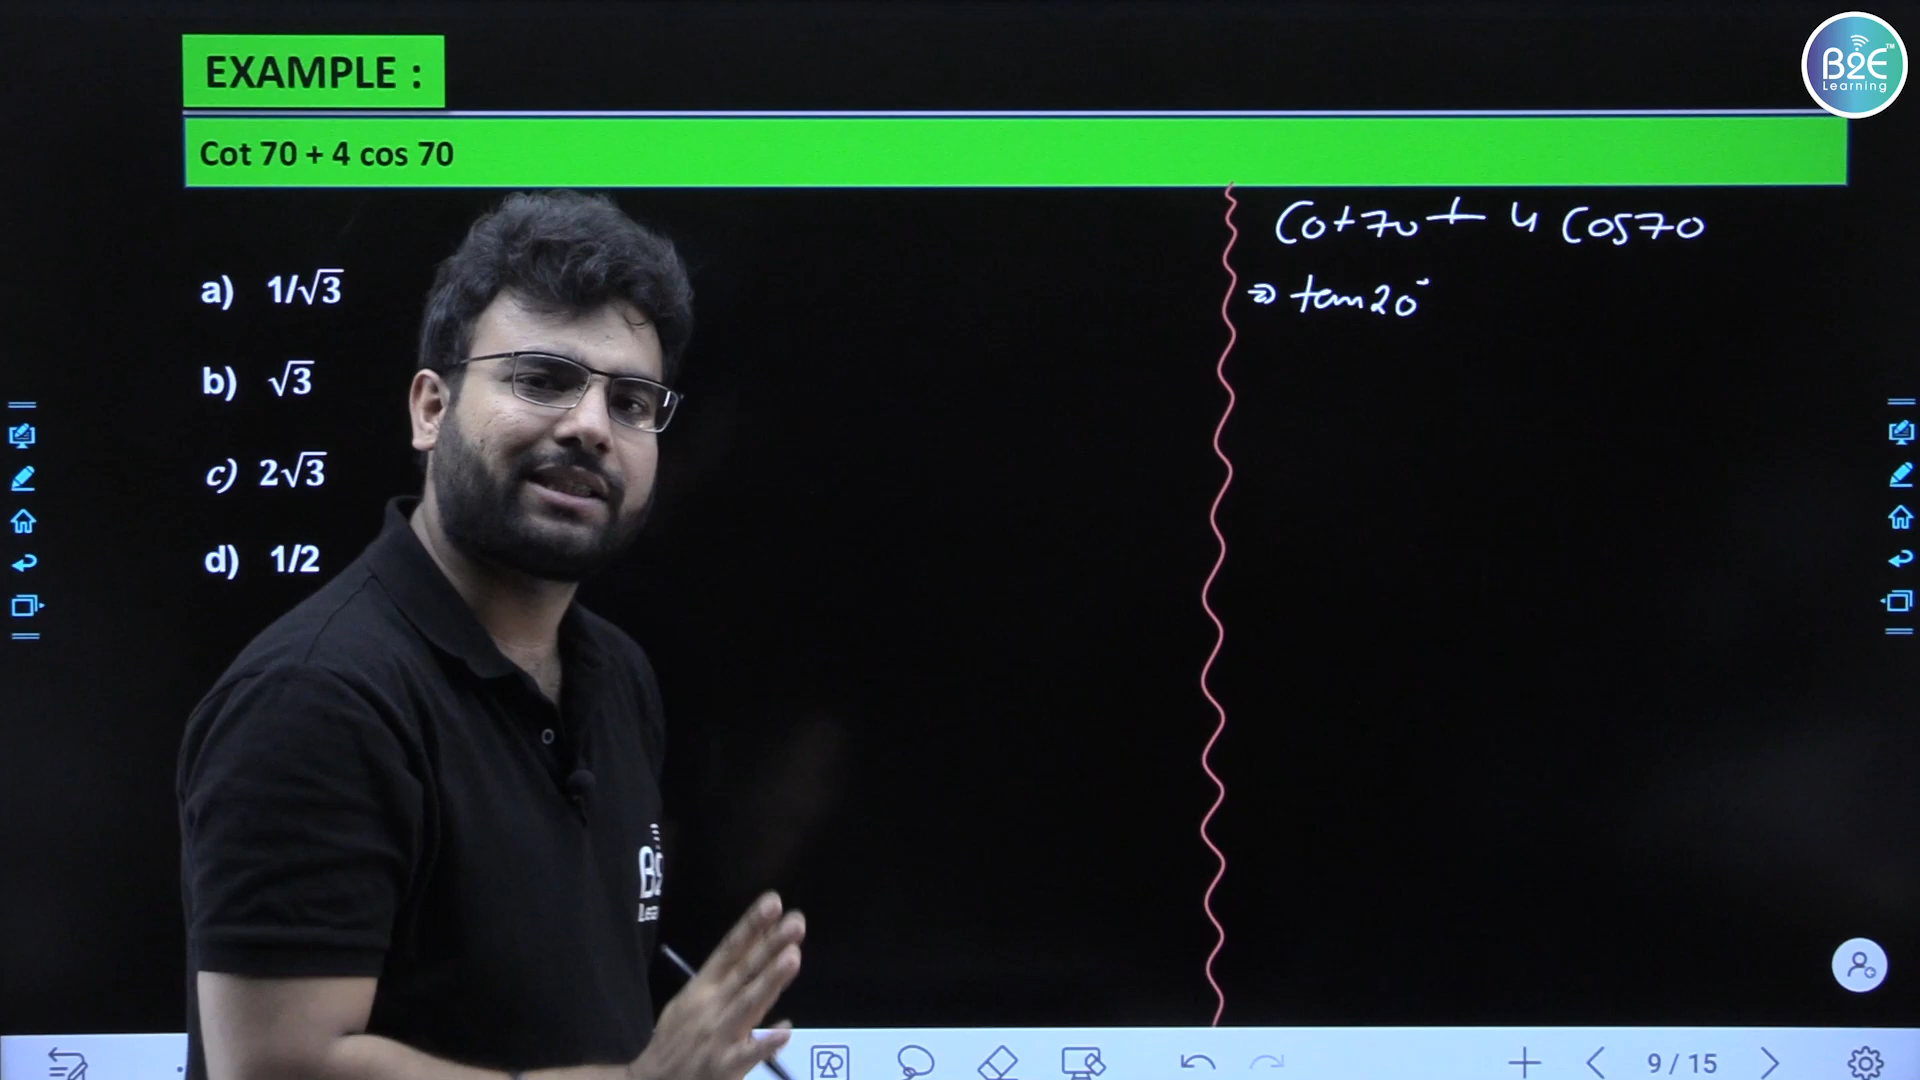 B2E™
Learning
EXAMPLE :
Cot 70 + 4 cos 70
Cot70 + 4 Cos70
⇒ tan20°
a) 1/√3
b) √3
c) 2√3
d) 1/2
9 / 15